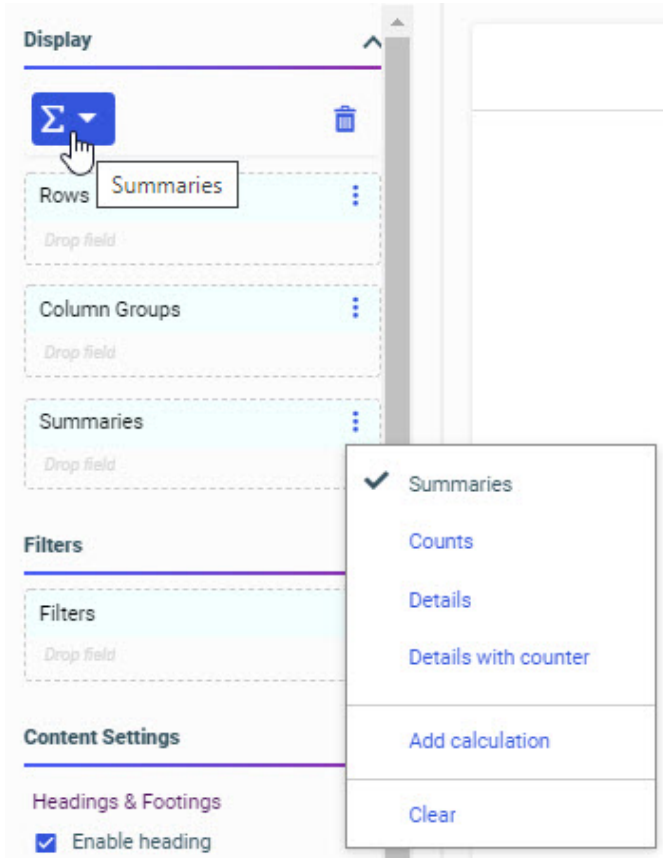 Display
Σ
Summaries
Rows
Drop field
Column Groups
Drop field
Summaries
Drop field
Summaries
Counts
Details
Details with counter
Add calculation
Clear
Filters
Filters
Drop field
Content Settings
Headings & Footings
Enable heading